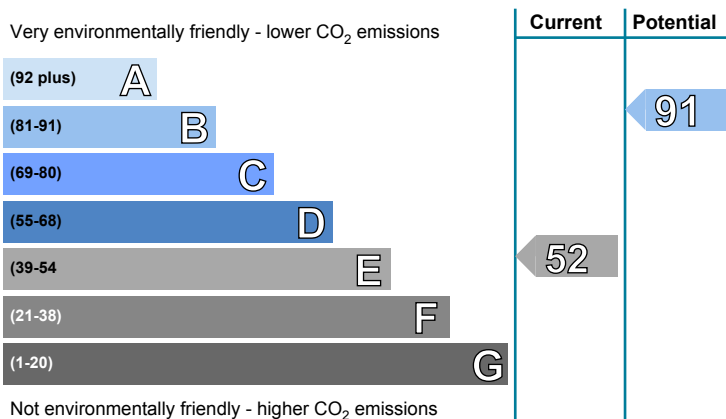 Current Potential
Very environmentally friendly - lower CO2 emissions
(92 plus) A
(81-91) B
91
(69-80) C
(55-68) D
(39-54 E
52
(21-38) F
(1-20) G
Not environmentally friendly - higher CO2 emissions